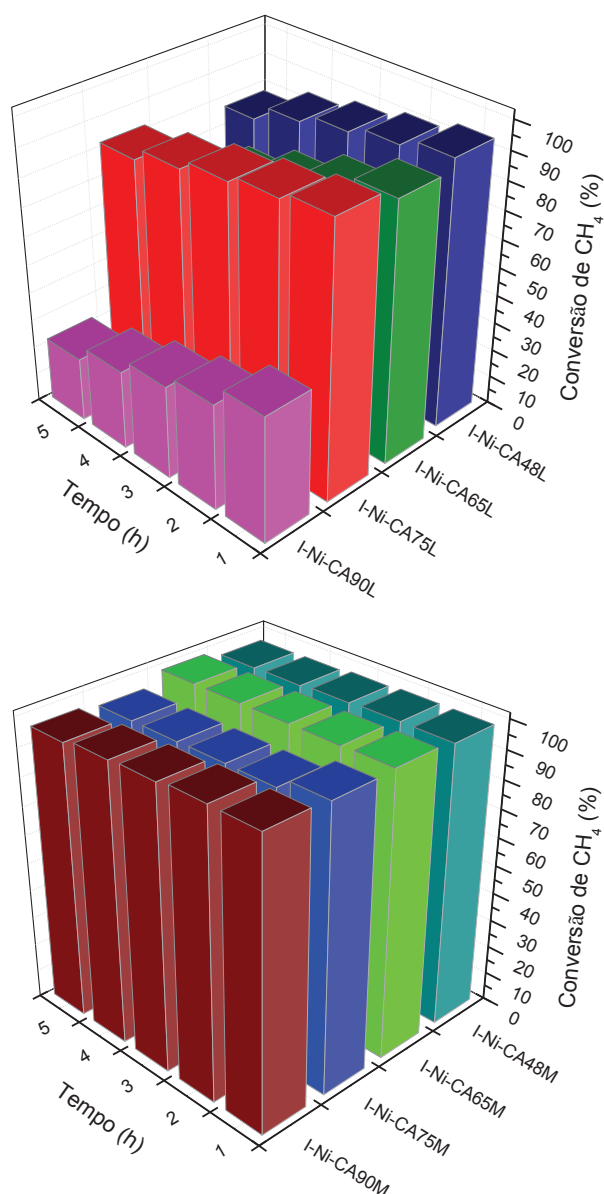 100
90
80
70
60
50
40
30
20
10
0
Conversão de CH₄ (%)
5
4
3
2
1
Tempo (h)
I-Ni-CA48L
I-Ni-CA65L
I-Ni-CA75L
I-Ni-CA90L
100
90
80
70
60
50
40
30
20
10
0
Conversão de CH₄ (%)
5
4
3
2
1
Tempo (h)
I-Ni-CA48M
I-Ni-CA65M
I-Ni-CA75M
I-Ni-CA90M